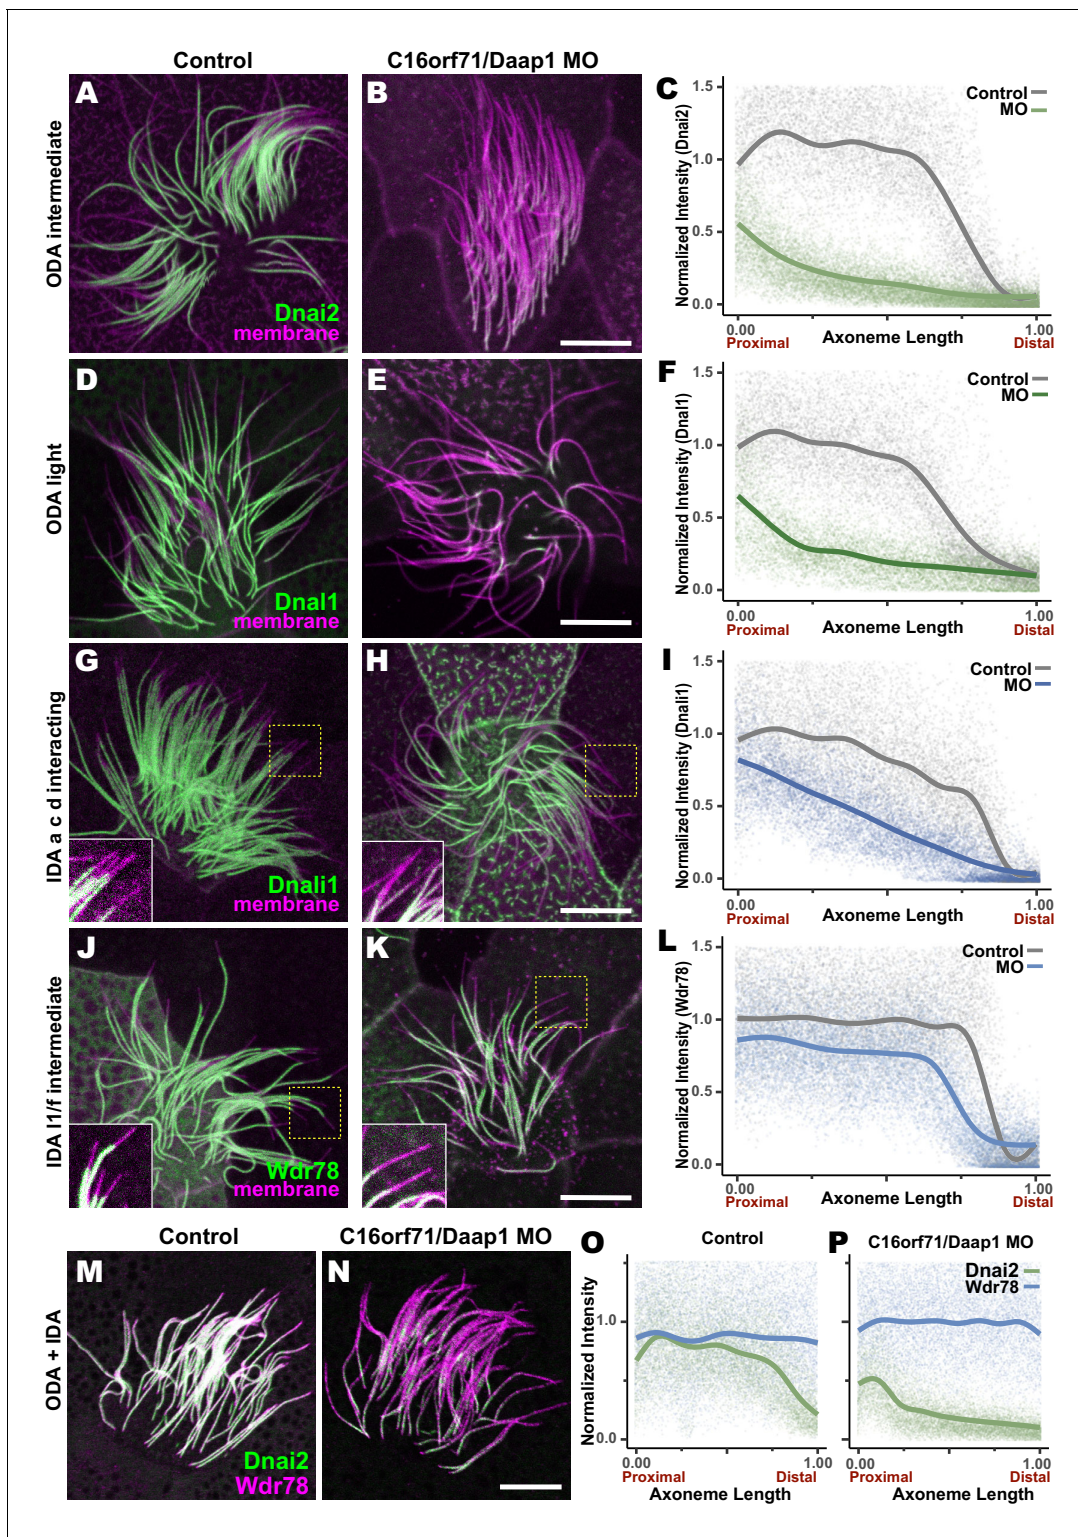 Control
C16orf71/Daap1 MO
ODA intermediate
A
Dnai2
membrane
B
C
Normalized Intensity (Dnai2)
1.5
1.0
0.5
0.0
Control
MO
0.00
1.00
Proximal
Axoneme Length
Distal
ODA light
D
Dnal1
membrane
E
F
Normalized Intensity (Dnal1)
1.5
1.0
0.5
0.0
Control
MO
0.00
1.00
Proximal
Axoneme Length
Distal
IDA a c d interacting
G
Dnali1
membrane
H
I
Normalized Intensity (Dnali1)
1.5
1.0
0.5
0.0
Control
MO
0.00
1.00
Proximal
Axoneme Length
Distal
IDA I1/f intermediate
J
Wdr78
membrane
K
L
Normalized Intensity (Wdr78)
1.5
1.0
0.5
0.0
Control
MO
0.00
1.00
Proximal
Axoneme Length
Distal
Control
C16orf71/Daap1 MO
ODA + IDA
M
Dnai2
Wdr78
N
O
Control
Normalized Intensity
1.0
0.0
0.00
1.00
Proximal
Distal
Axoneme Length
P
C16orf71/Daap1 MO
Dnai2
Wdr78
1.0
0.0
0.00
1.00
Proximal
Distal
Axoneme Length